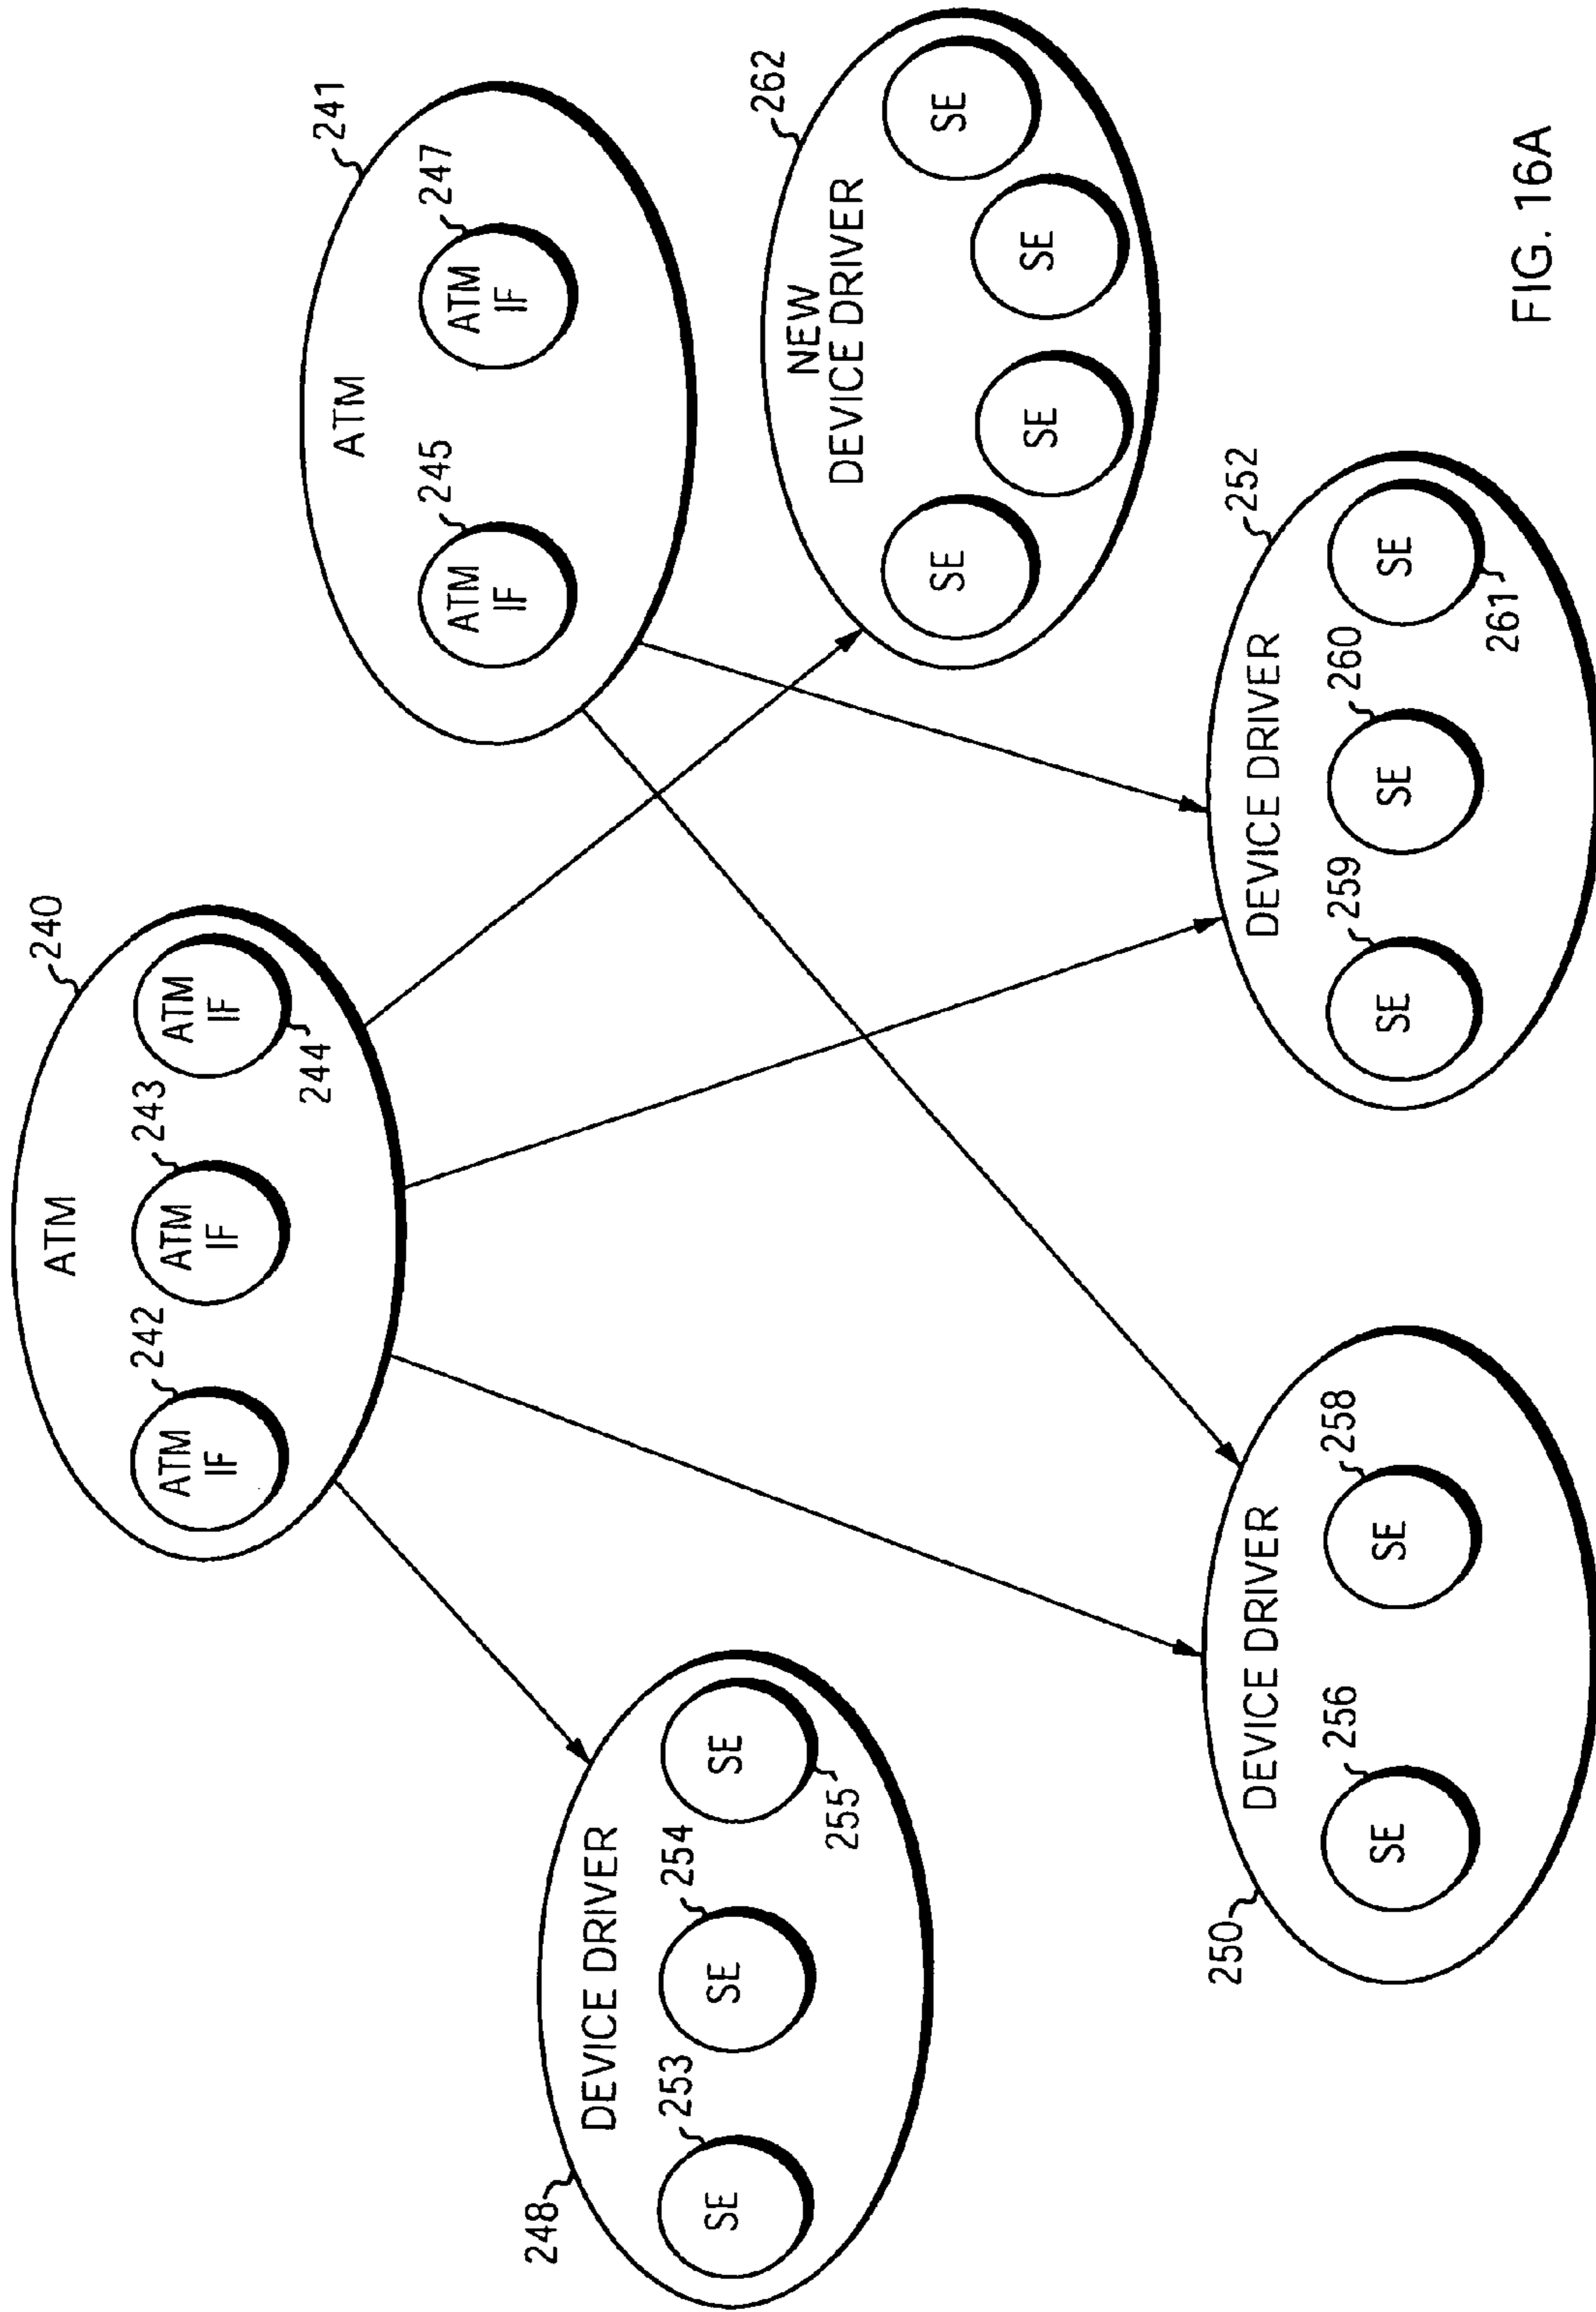 240
ATM
242
243
ATM
IF
ATM
IF
ATM
IF
244
241
ATM
245
247
ATM
IF
ATM
IF
248
DEVICE DRIVER
253
254
SE
SE
SE
255
262
NEW
DEVICE DRIVER
SE
SE
SE
SE
250
DEVICE DRIVER
256
258
SE
SE
252
DEVICE DRIVER
259
260
SE
SE
SE
261
FIG. 16A